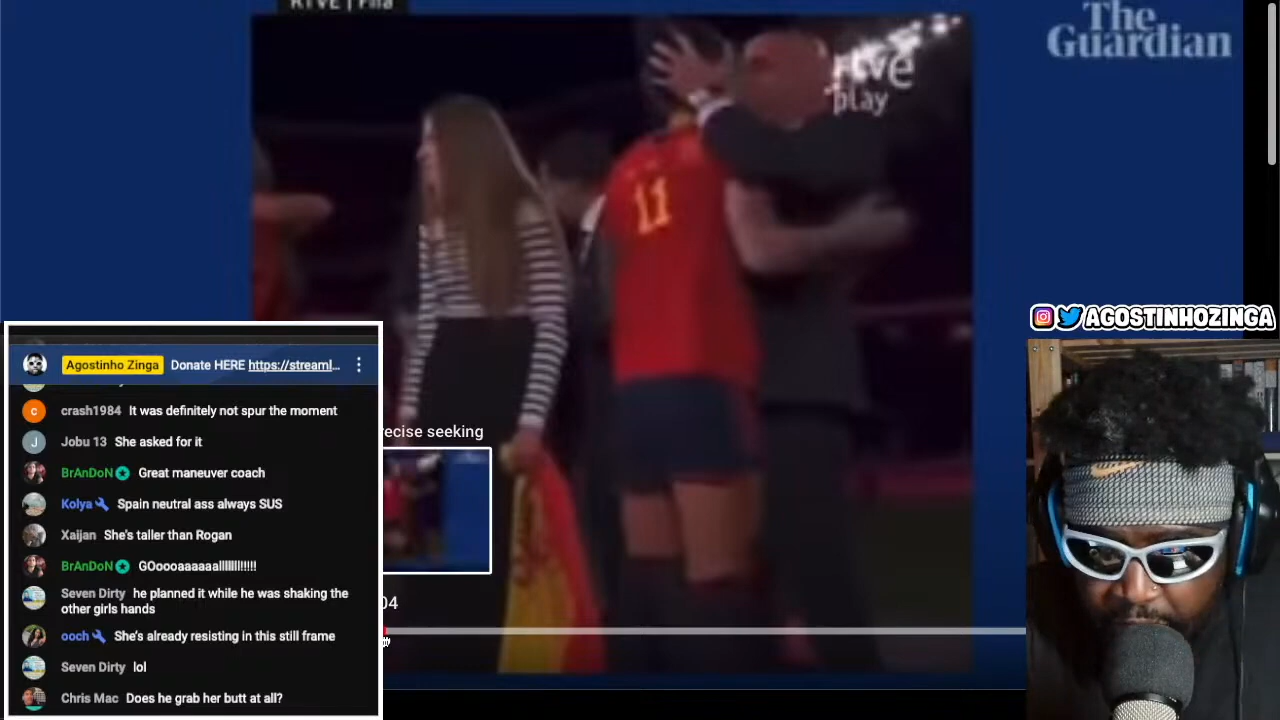 RTVE | Fifa
The
Guardian
rtve
play
11
@AGOSTINHOZINGA
Agostinho Zinga Donate HERE https://streaml...
crash1984 It was definitely not spur the moment
Jobu 13 She asked for it
BrAnDoN Great maneuver coach
recise seeking
Kolya Spain neutral ass always SUS
Xaijan She's taller than Rogan
BrAnDoN GOoooaaaaaallllllll!!!!!
Seven Dirty he planned it while he was shaking the
other girls hands
04
ooch She's already resisting in this still frame
Seven Dirty lol
Chris Mac Does he grab her butt at all?